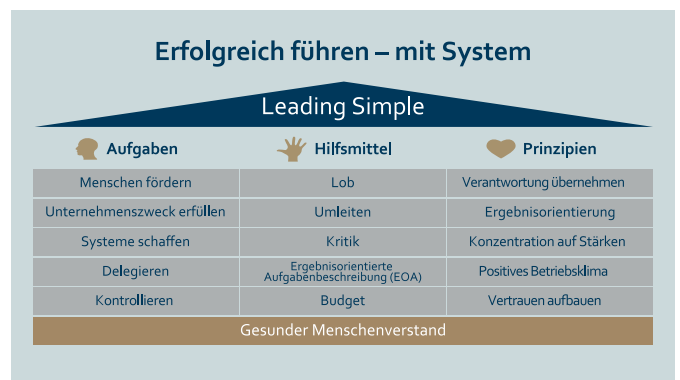 Erfolgreich führen – mit System
Leading Simple
Aufgaben Hilfsmittel Prinzipien
Menschen fördern Lob Verantwortung übernehmen
Unternehmenszweck erfüllen Umleiten Ergebnisorientierung
Systeme schaffen Kritik Konzentration auf Stärken
Delegieren Ergebnisorientierte Aufgabenbeschreibung (EOA) Positives Betriebsklima
Kontrollieren Budget Vertrauen aufbauen
Gesunder Menschenverstand